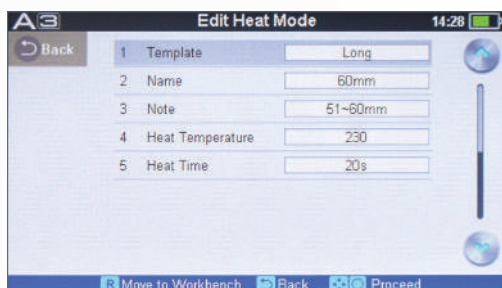 A3 Edit Heat Mode 14:28
Back
1 Template Long
2 Name 60mm
3 Note 51~60mm
4 Heat Temperature 230
5 Heat Time 20s
R Move to Workbench Back Proceed